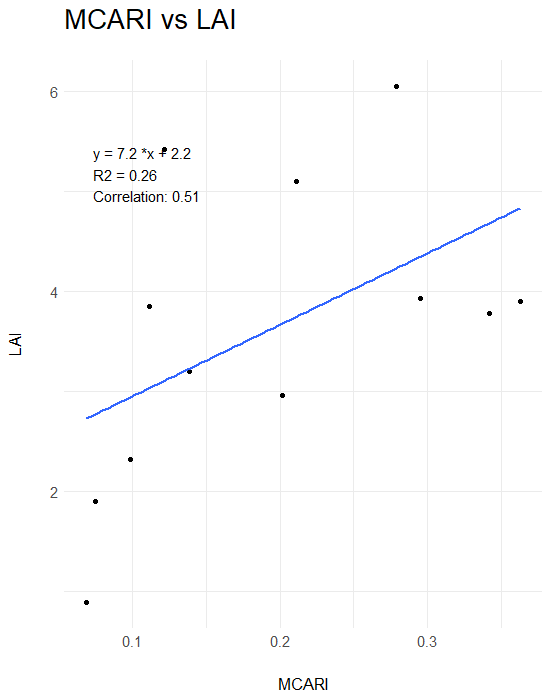 MCARI vs LAI
6
y = 7.2 *x + 2.2
R2 = 0.26
Correlation: 0.51
4
LAI
2
0.1 0.2 0.3
MCARI